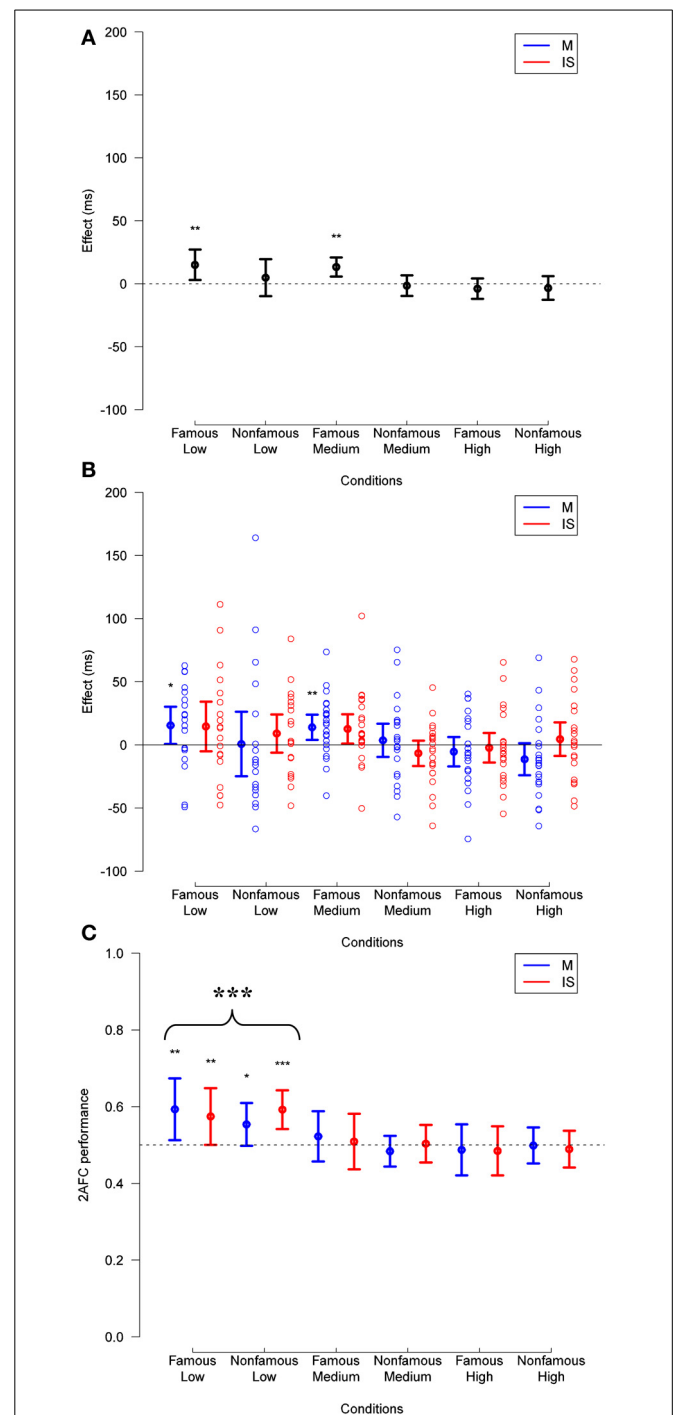 A
M
IS
200
150
100
50
0
-50
-100
Effect (ms)
** **
Famous Nonfamous Famous Nonfamous Famous Nonfamous
Low Low Medium Medium High High
Conditions
B
M
IS
200
150
100
50
0
-50
-100
Effect (ms)
* **
Famous Nonfamous Famous Nonfamous Famous Nonfamous
Low Low Medium Medium High High
Conditions
C
M
IS
1.0
0.8
0.6
0.4
0.2
0.0
2AFC performance
***
** ** * ***
Famous Nonfamous Famous Nonfamous Famous Nonfamous
Low Low Medium Medium High High
Conditions